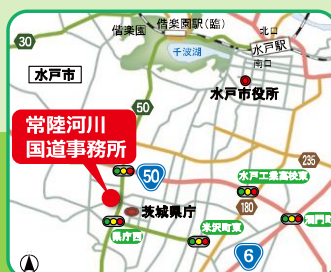 偕楽園駅(臨)
偕楽園
北口
水戸駅
南口
30
千波湖
水戸市
水戸市役所
50
常陸河川
国道事務所
235
水戸工業高校東
50
茨城県庁
180
県庁西
米沢町東
6